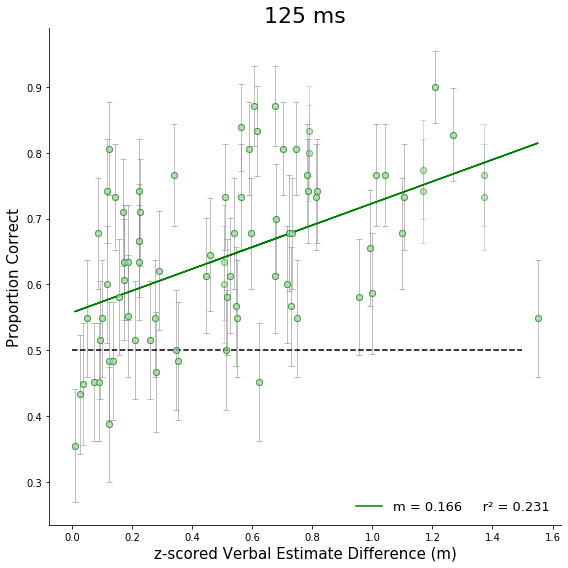 125 ms
Proportion Correct
0.9
0.8
0.7
0.6
0.5
0.4
0.3
m = 0.166 r² = 0.231
0.0 0.2 0.4 0.6 0.8 1.0 1.2 1.4 1.6
z-scored Verbal Estimate Difference (m)